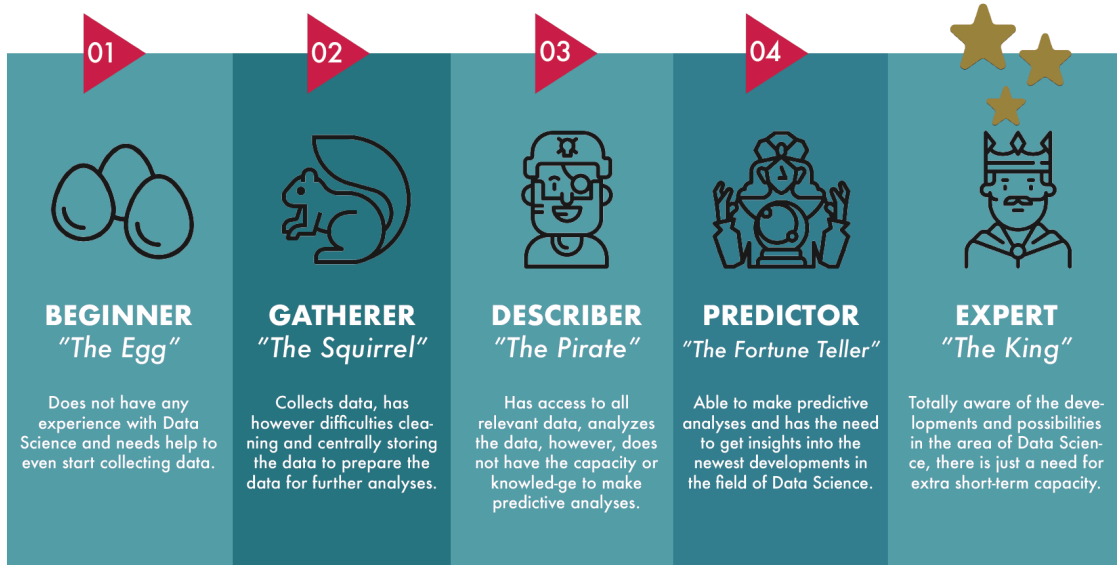 01
BEGINNER
"The Egg"
Does not have any
experience with Data
Science and needs help to
even start collecting data.
02
GATHERER
"The Squirrel"
Collects data, has
however difficulties clea-
ning and centrally storing
the data to prepare the
data for further analyses.
03
DESCRIBER
"The Pirate"
Has access to all
relevant data, analyzes
the data, however, does
not have the capacity or
knowled-ge to make
predictive analyses.
04
PREDICTOR
"The Fortune Teller"
Able to make predictive
analyses and has the need
to get insights into the
newest developments in
the field of Data Science.
EXPERT
"The King"
Totally aware of the deve-
lopments and possibilities
in the area of Data Scien-
ce, there is just a need for
extra short-term capacity.